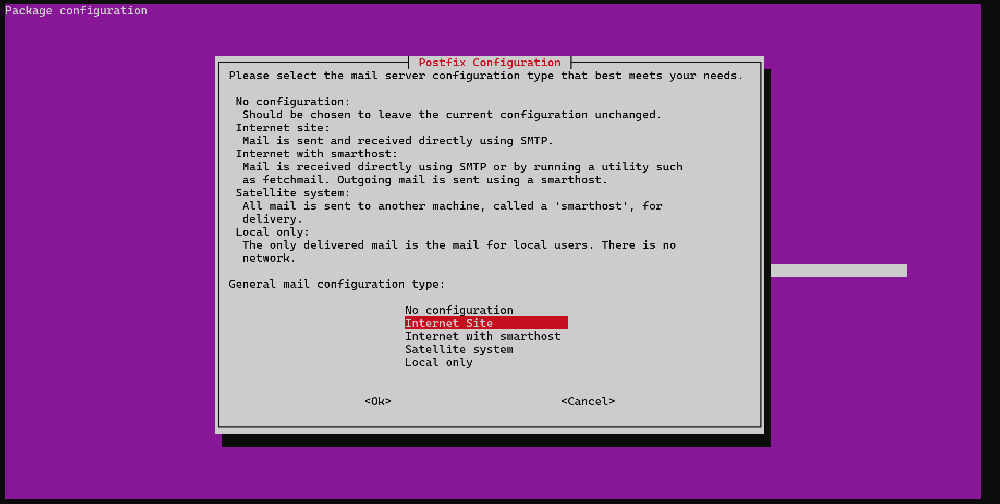 Package configuration
Postfix Configuration
Please select the mail server configuration type that best meets your needs.
No configuration:
Should be chosen to leave the current configuration unchanged.
Internet site:
Mail is sent and received directly using SMTP.
Internet with smarthost:
Mail is received directly using SMTP or by running a utility such
as fetchmail. Outgoing mail is sent using a smarthost.
Satellite system:
All mail is sent to another machine, called a 'smarthost', for
delivery.
Local only:
The only delivered mail is the mail for local users. There is no
network.
General mail configuration type:
No configuration
Internet Site
Internet with smarthost
Satellite system
Local only
<Ok> <Cancel>